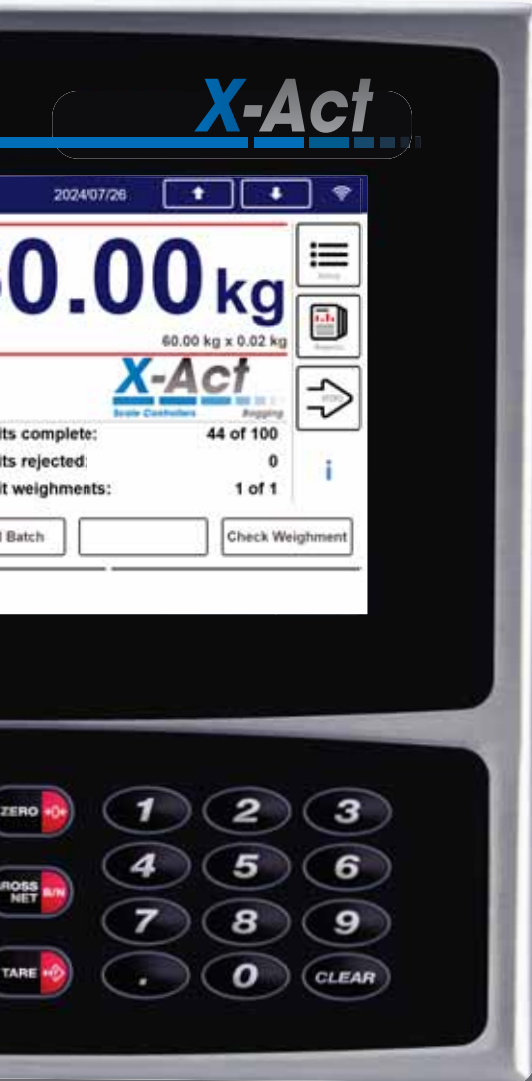 X-Act
2024/07/26
0.00 kg
60.00 kg x 0.02 kg
X-Act
Scale Controllers Bagging
its complete: 44 of 100
its rejected: 0
it weighments: 1 of 1
i
Batch
Check Weighment
ZERO →0←
1 2 3
4 5 6
ROSS
NET B/N
7 8 9
TARE
. 0 CLEAR